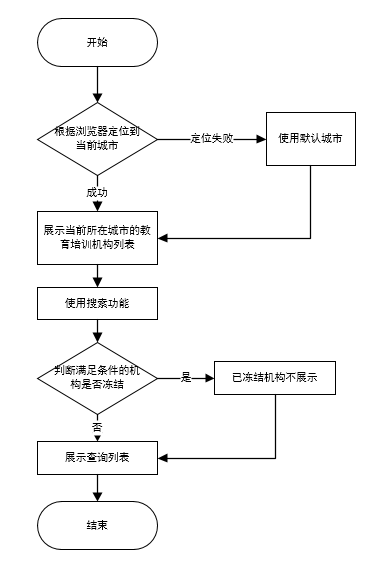 开始
根据浏览器定位到
当前城市
定位失败
使用默认城市
成功
展示当前所在城市的教
育培训机构列表
使用搜索功能
判断满足条件的机
构是否冻结
是
已冻结机构不展示
否
展示查询列表
结束